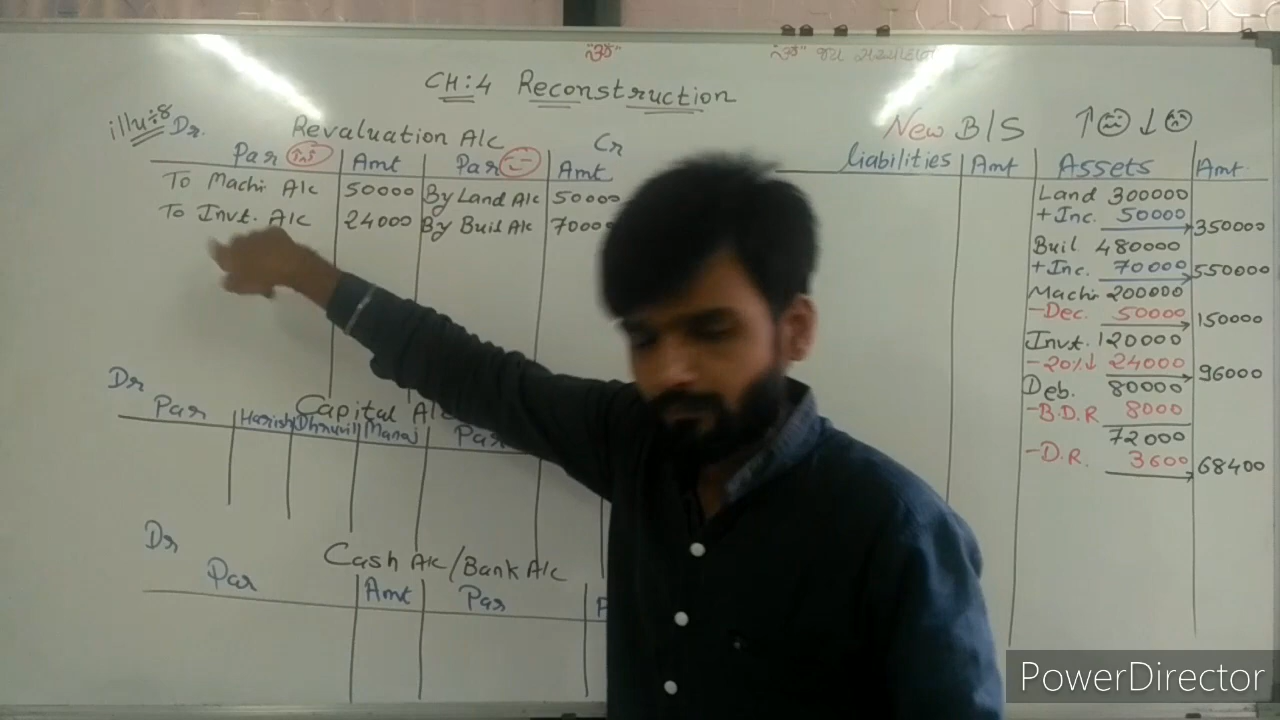 "ૐ"
"ૐ" જય
CH:4 Reconstruction
illu:8
Dr. Revaluation A/c Cr
Par Amt Par Amt
To Machi A/c 50000 By Land A/c 50000
To Invt. A/c 24000 By Buil A/c 7000
Dr
Capital A/c
Par Harish Dhruvil Manaj Par
Dr
Cash A/c / Bank A/c
Par Amt Par
New B/S
Liabilities Amt Assets Amt
Land 300000
+ Inc. 50000 350000
Buil 480000
+ Inc. 70000 550000
Machi 200000
- Dec. 50000 150000
Invt. 120000
- 20%↓ 24000 96000
Deb. 80000
- B.D.R 8000
72000
- D.R. 3600 68400
PowerDirector